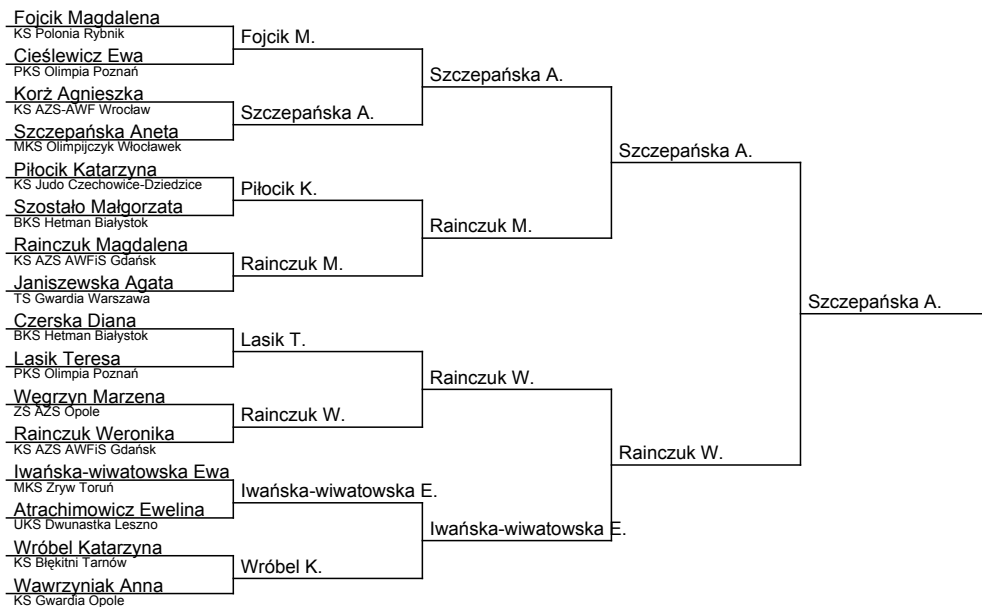 Fojcik Magdalena
KS Polonia Rybnik
Cieślewicz Ewa
PKS Olimpia Poznań
Korż Agnieszka
KS AZS-AWF Wrocław
Szczepańska Aneta
MKS Olimpijczyk Włocławek
Piłocik Katarzyna
KS Judo Czechowice-Dziedzice
Szostało Małgorzata
BKS Hetman Białystok
Rainczuk Magdalena
KS AZS AWFiS Gdańsk
Janiszewska Agata
TS Gwardia Warszawa
Czerska Diana
BKS Hetman Białystok
Lasik Teresa
PKS Olimpia Poznań
Węgrzyn Marzena
ZS AZS Opole
Rainczuk Weronika
KS AZS AWFiS Gdańsk
Iwańska-wiwatowska Ewa
MKS Zryw Toruń
Atrachimowicz Ewelina
UKS Dwunastka Leszno
Wróbel Katarzyna
KS Błękitni Tarnów
Wawrzyniak Anna
KS Gwardia Opole
Fojcik M.
Szczepańska A.
Piłocik K.
Rainczuk M.
Lasik T.
Rainczuk W.
Iwańska-wiwatowska E.
Wróbel K.
Szczepańska A.
Rainczuk M.
Rainczuk W.
Iwańska-wiwatowska E.
Szczepańska A.
Rainczuk W.
Szczepańska A.